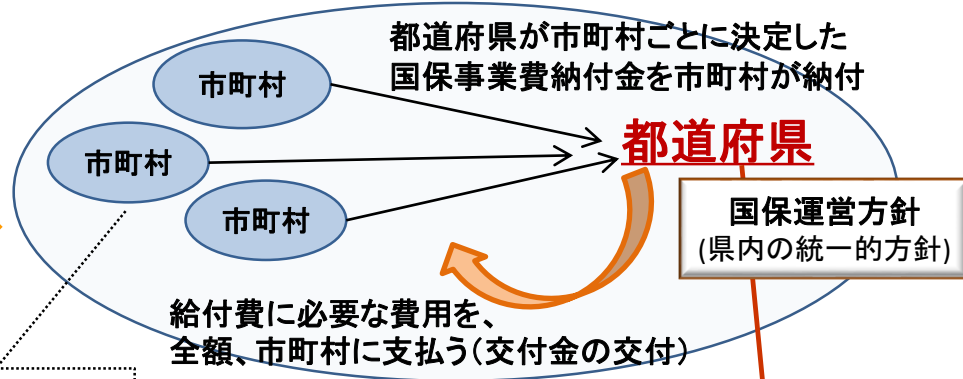 都道府県が市町村ごとに決定した
国保事業費納付金を市町村が納付
市町村
市町村
市町村
都道府県
国保運営方針
(県内の統一的方針)
給付費に必要な費用を、
全額、市町村に支払う(交付金の交付)